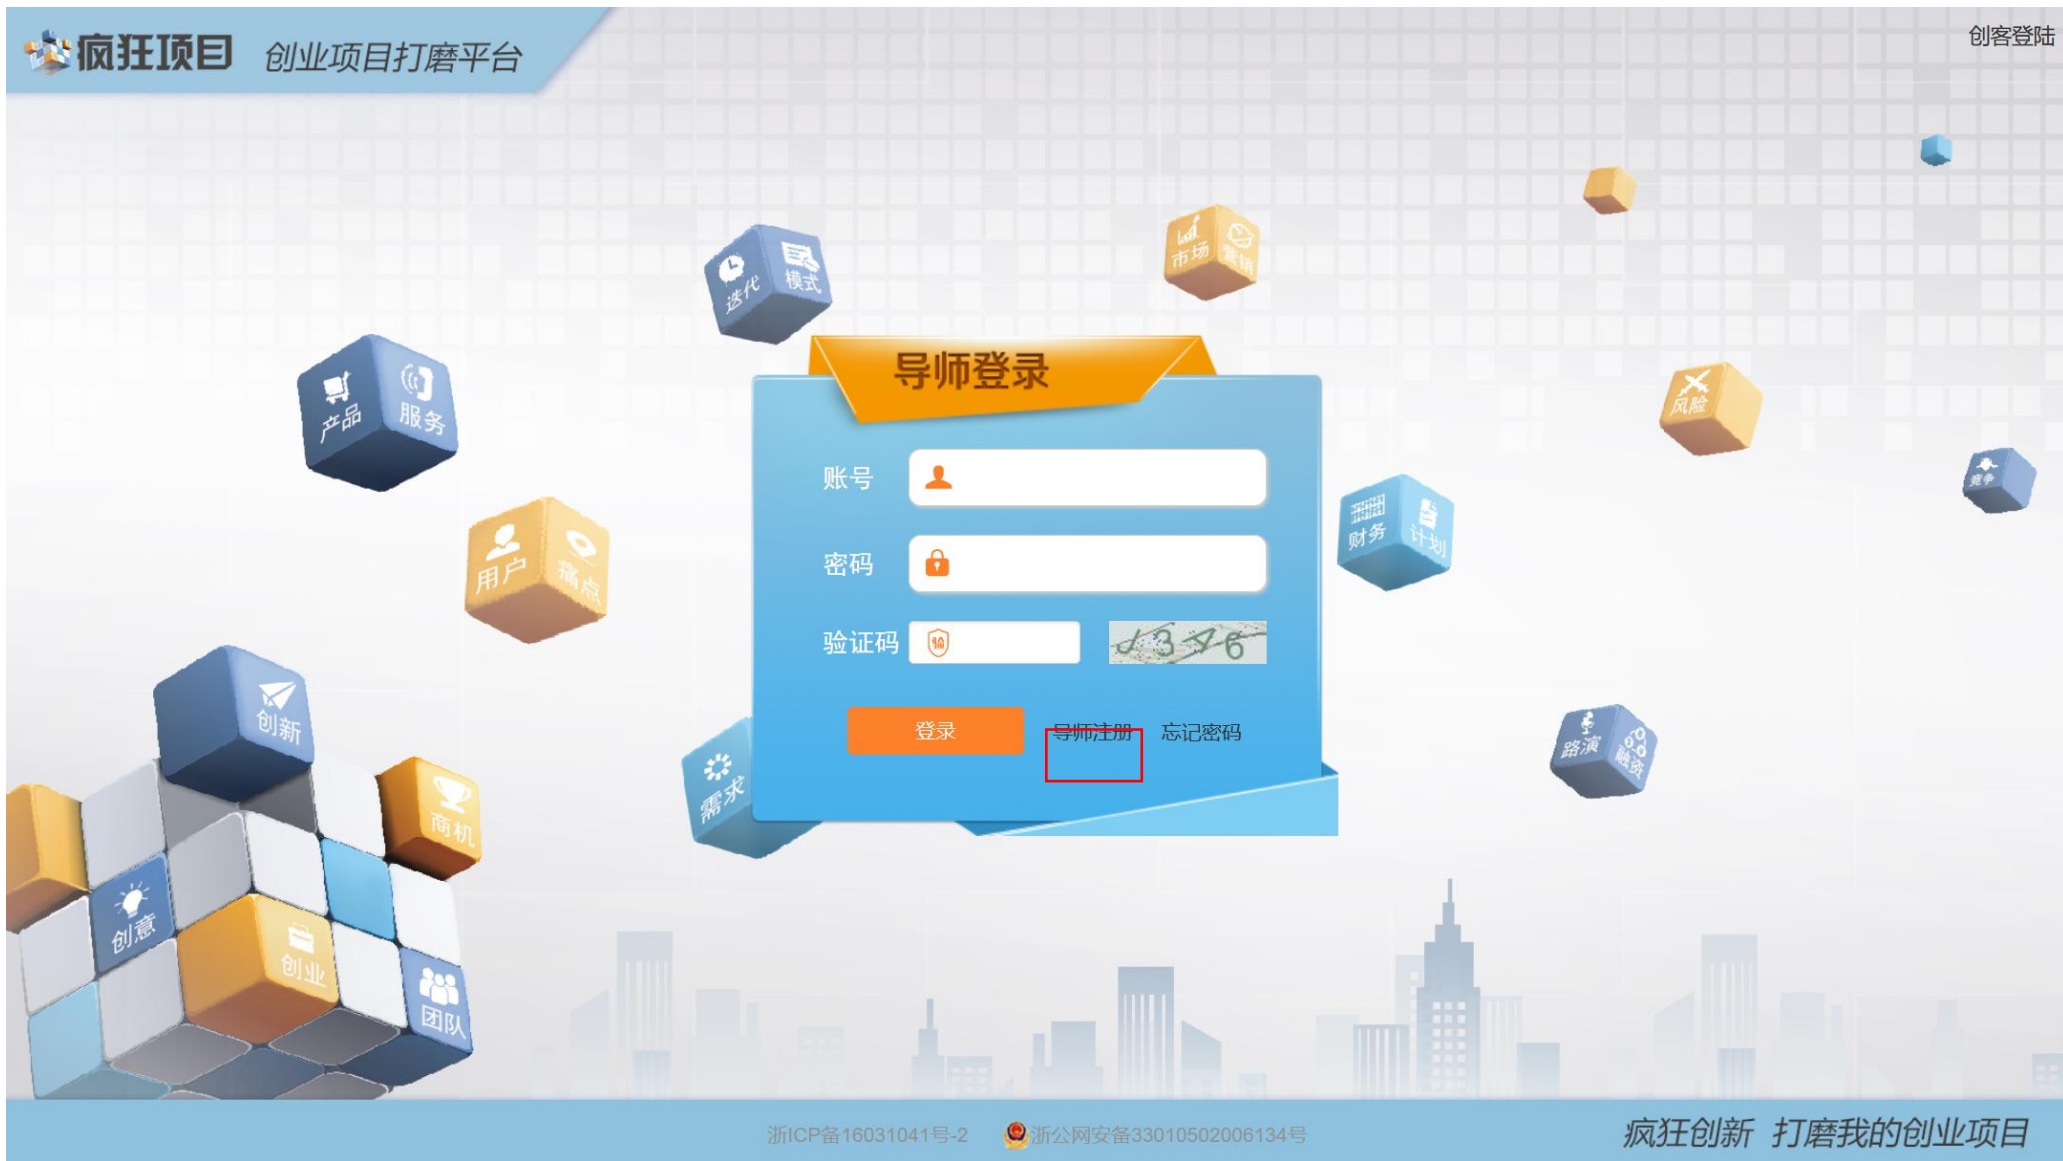 疯狂项目 创业项目打磨平台
创客登陆
迭代 模式
市场 营销
产品 服务
导师登录
风险
竞争
账号
财务 计划
用户 痛点
密码
验证码
创新
登录 导师注册 忘记密码
路演 融资
需求
商机
创意
创业
团队
浙ICP备16031041号-2 浙公网安备33010502006134号
疯狂创新 打磨我的创业项目